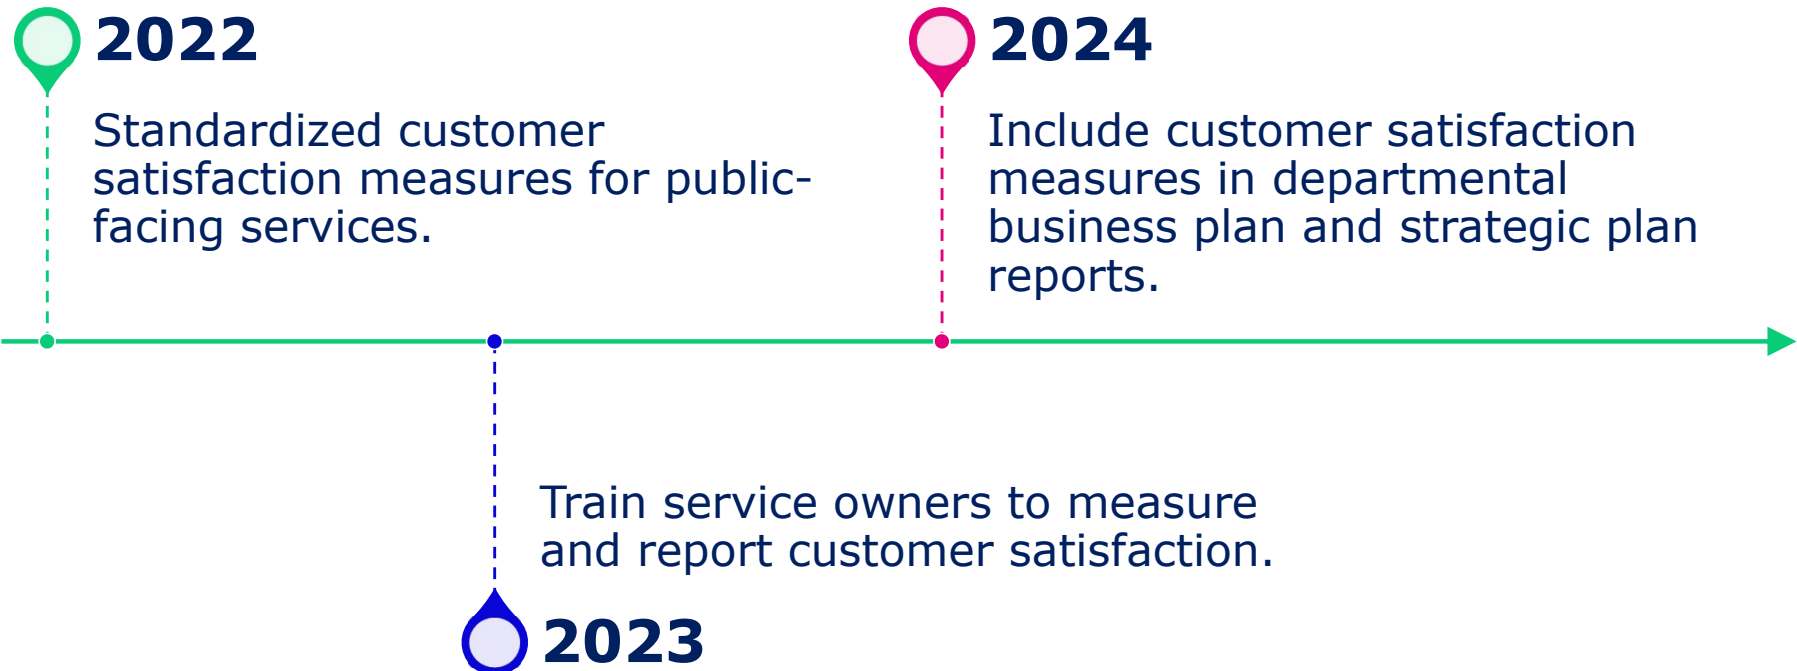 2022
Standardized customer
satisfaction measures for public-
facing services.
2024
Include customer satisfaction
measures in departmental
business plan and strategic plan
reports.
Train service owners to measure
and report customer satisfaction.
2023